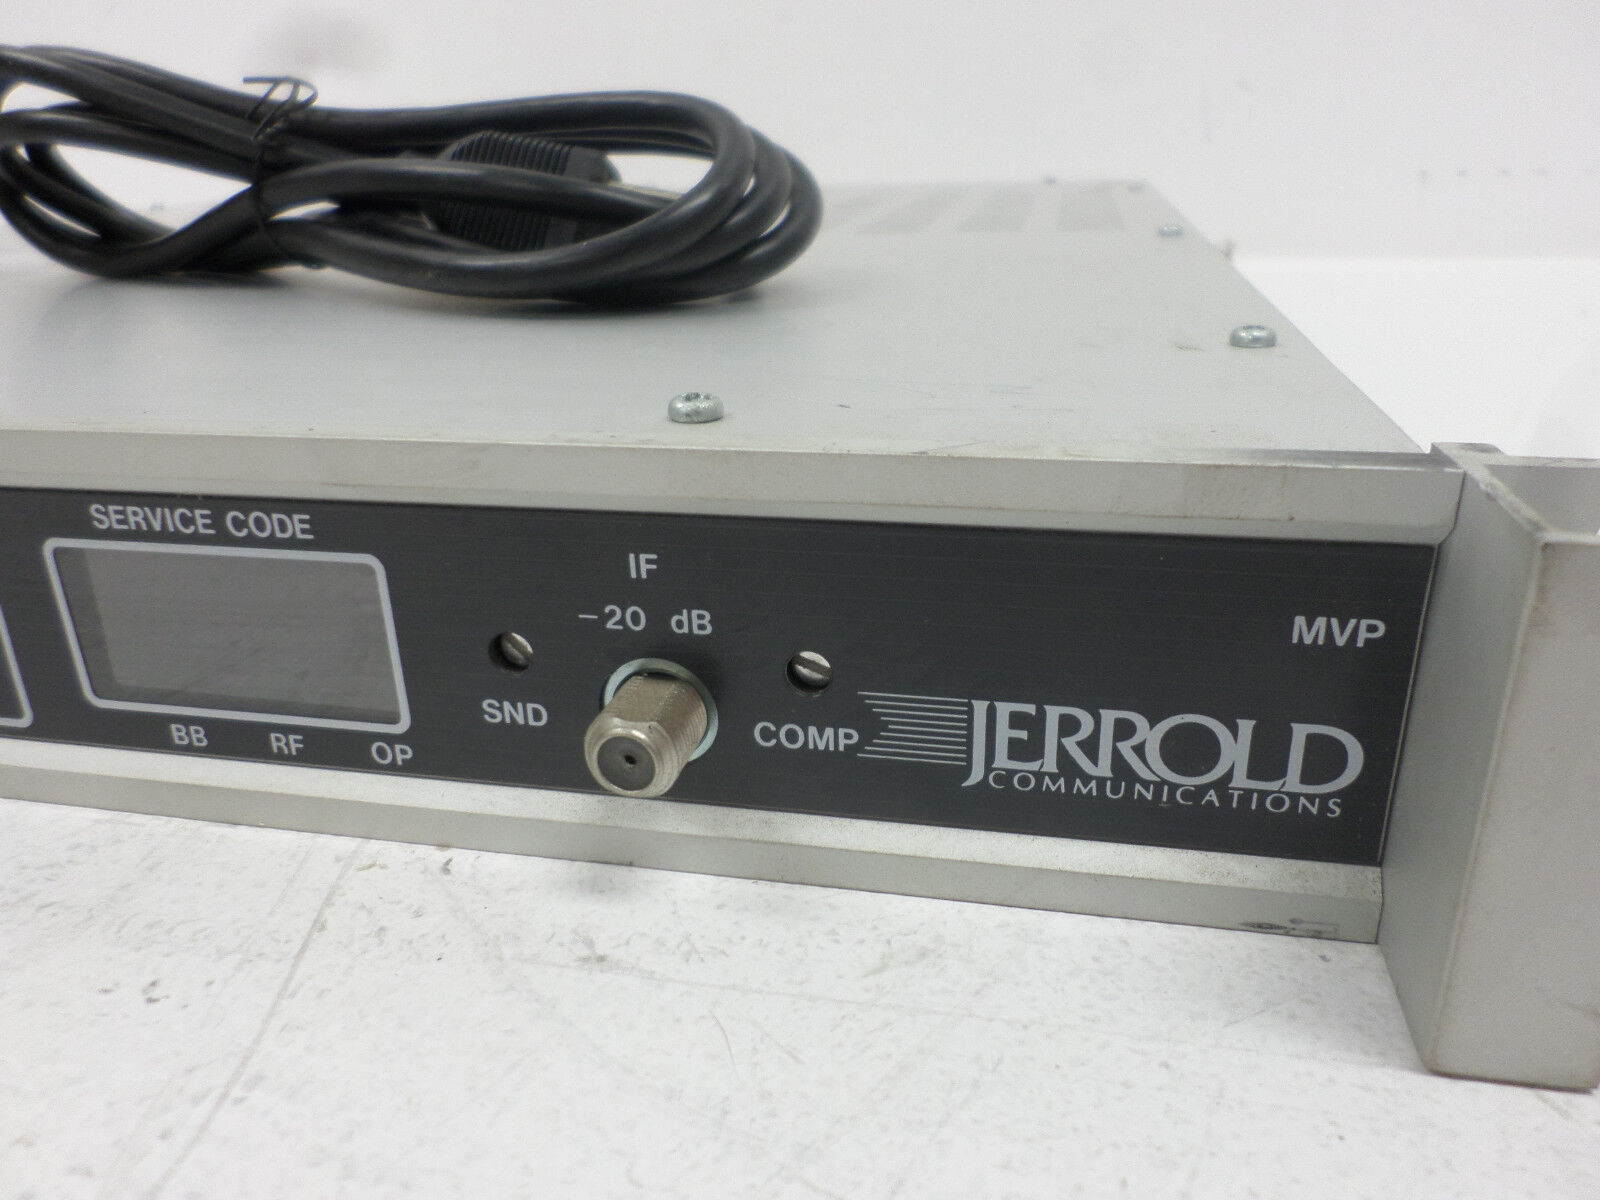 SERVICE CODE
BB RF OP
IF
-20 dB
SND
COMP
MVP
JERROLD
COMMUNICATIONS